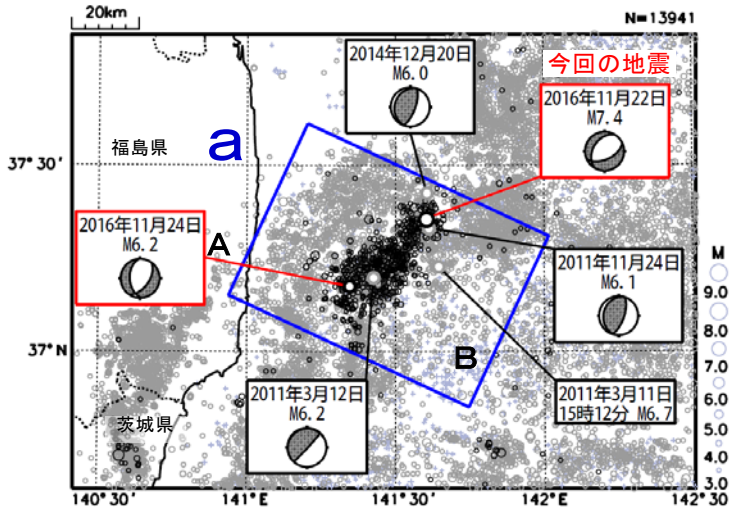 20km
N=13941
2014年12月20日
M6.0
今回の地震
2016年11月22日
M7.4
福島県
a
37°30'
2016年11月24日
M6.2
A
2011年11月24日
M6.1
M
9.0
8.0
7.0
6.0
5.0
4.0
3.0
37°N
B
2011年3月12日
M6.2
2011年3月11日
15時12分 M6.7
茨城県
140°30'
141°E
141°30'
142°E
142°30'